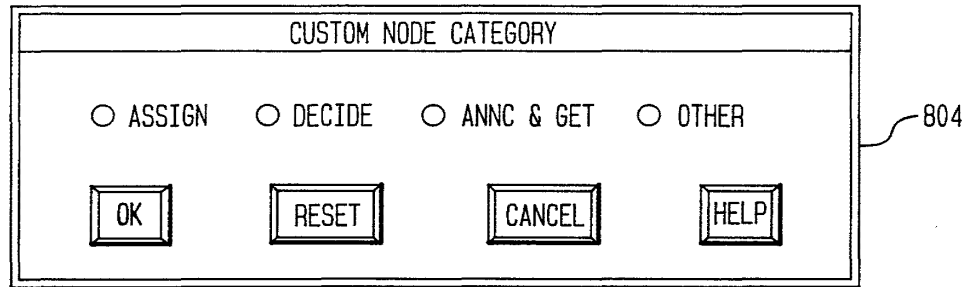 CUSTOM NODE CATEGORY
ASSIGN DECIDE ANNC & GET OTHER
804
OK RESET CANCEL HELP